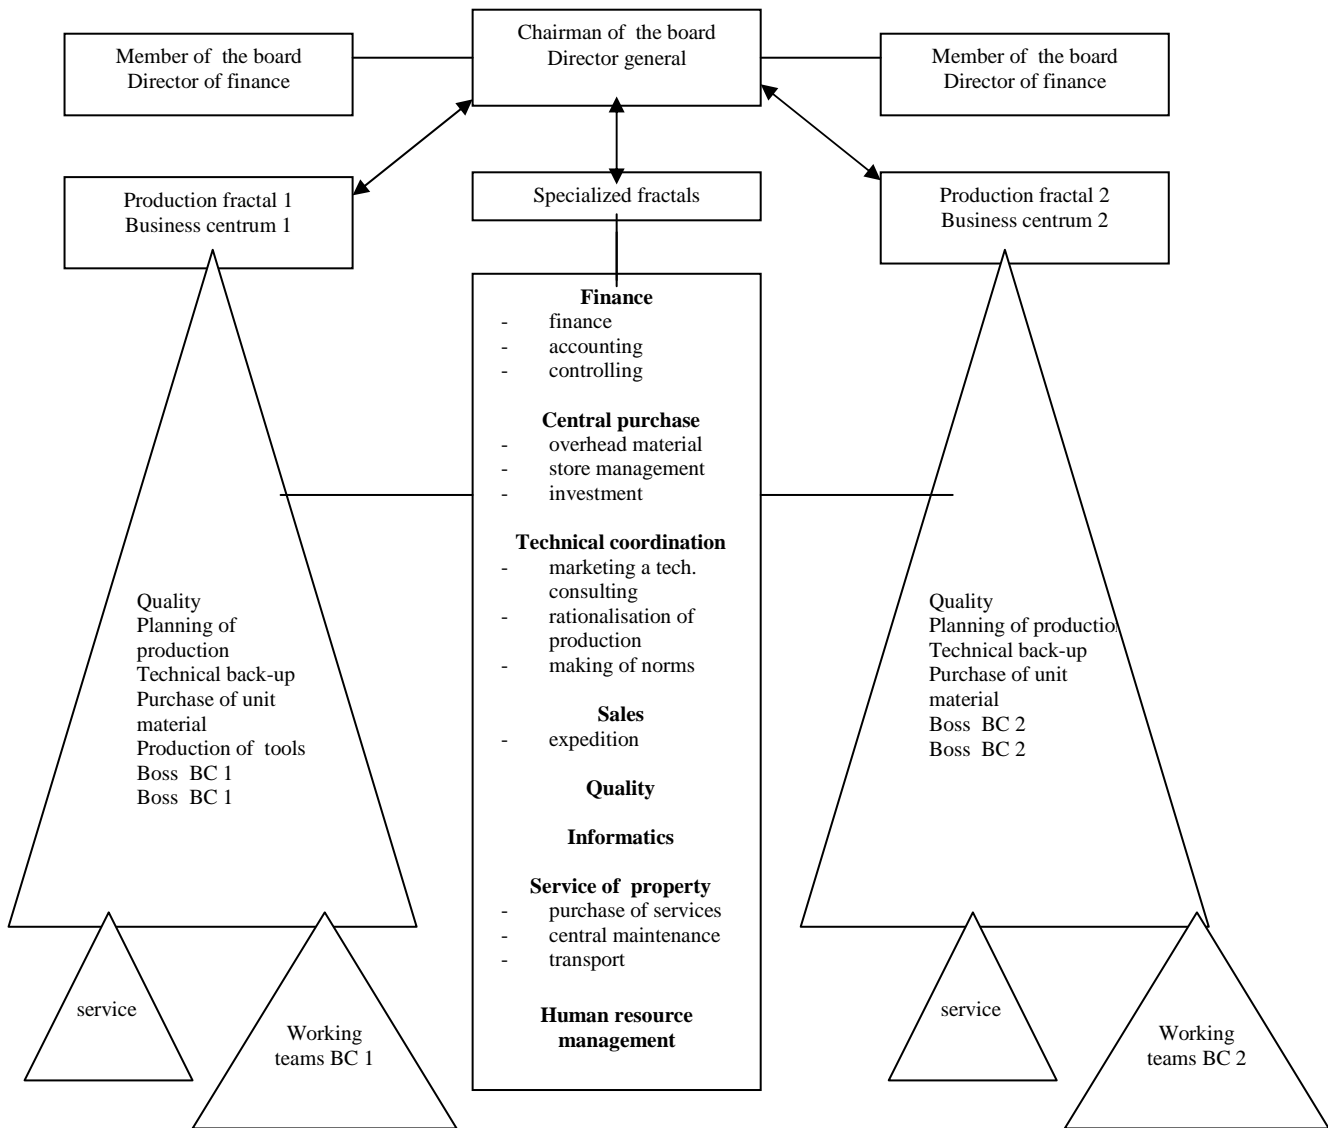 Chairman of the board
Director general
Member of the board
Director of finance
Member of the board
Director of finance
Production fractal 1
Business centrum 1
Specialized fractals
Production fractal 2
Business centrum 2
Finance
- finance
- accounting
- controlling
Central purchase
- overhead material
- store management
- investment
Technical coordination
- marketing a tech.
consulting
- rationalisation of
production
- making of norms
Sales
- expedition
Quality
Informatics
Service of property
- purchase of services
- central maintenance
- transport
Human resource
management
Quality
Planning of
production
Technical back-up
Purchase of unit
material
Production of tools
Boss BC 1
Boss BC 1
service
Working
teams BC 1
Quality
Planning of productio
Technical back-up
Purchase of unit
material
Boss BC 2
Boss BC 2
service
Working
teams BC 2